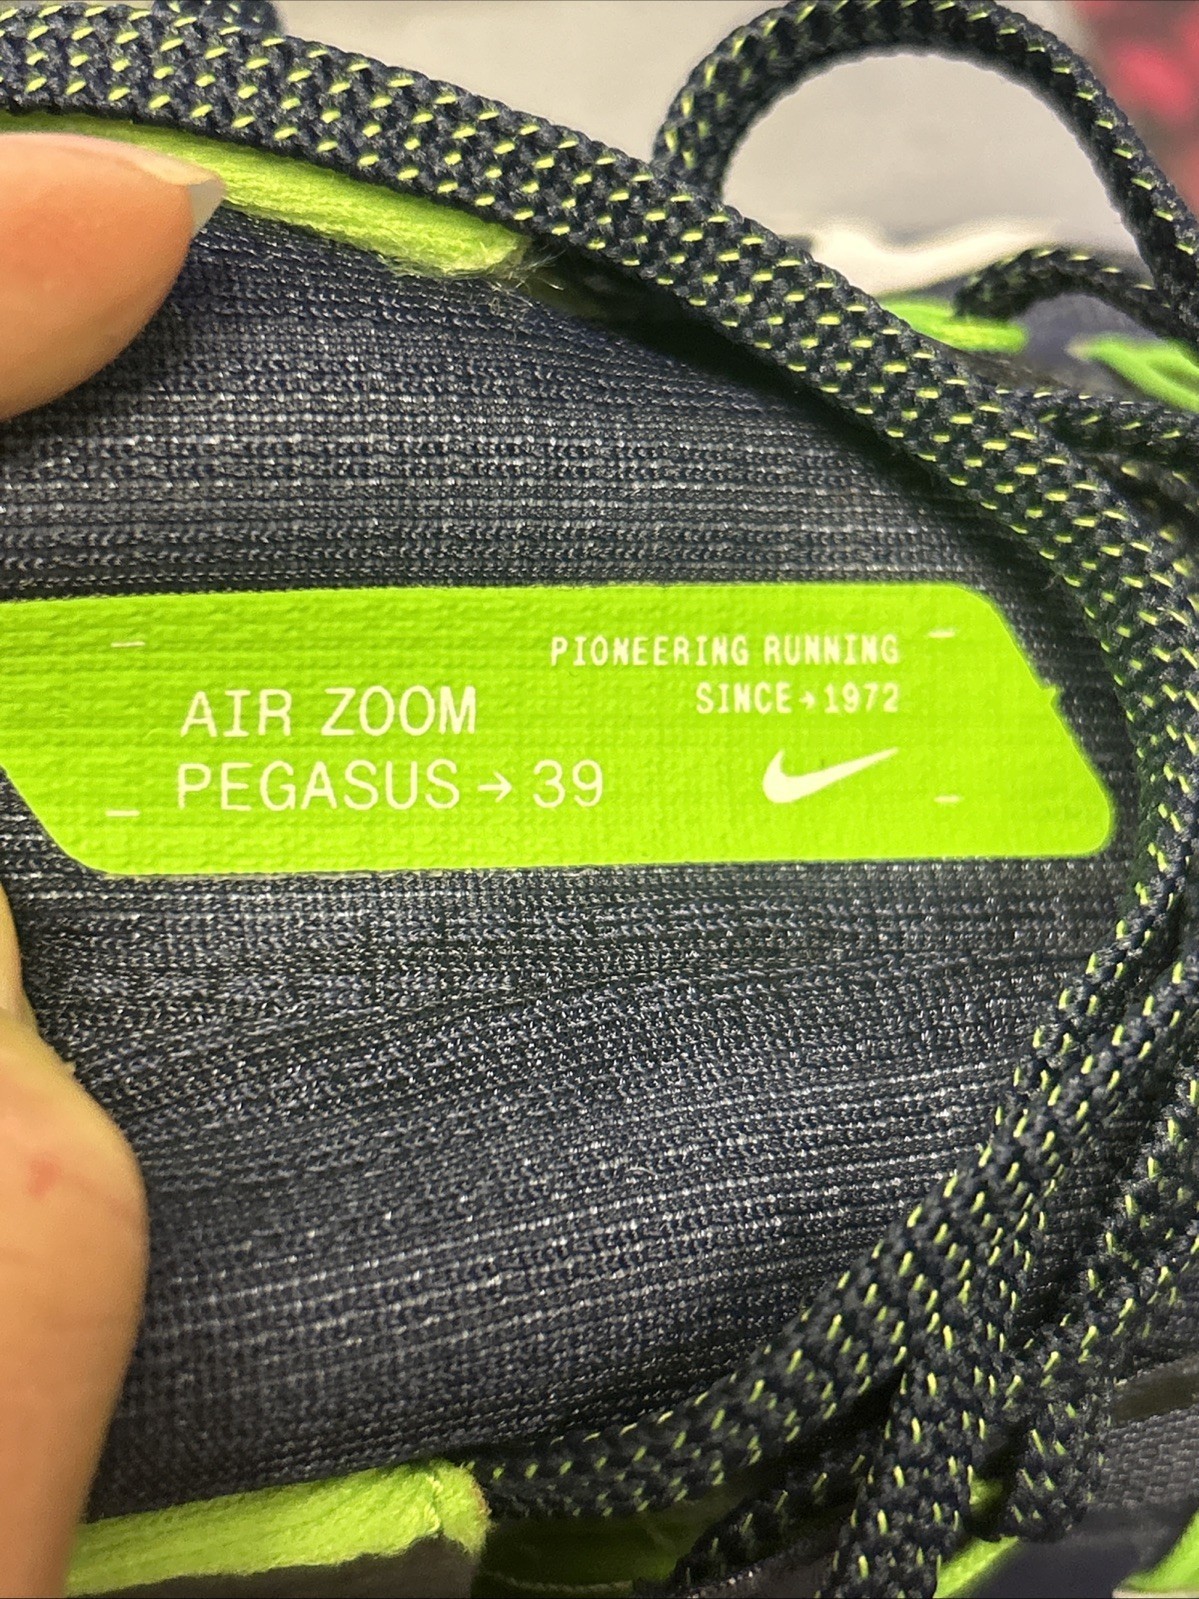 PIONEERING RUNNING
SINCE→1972
AIR ZOOM
PEGASUS→39